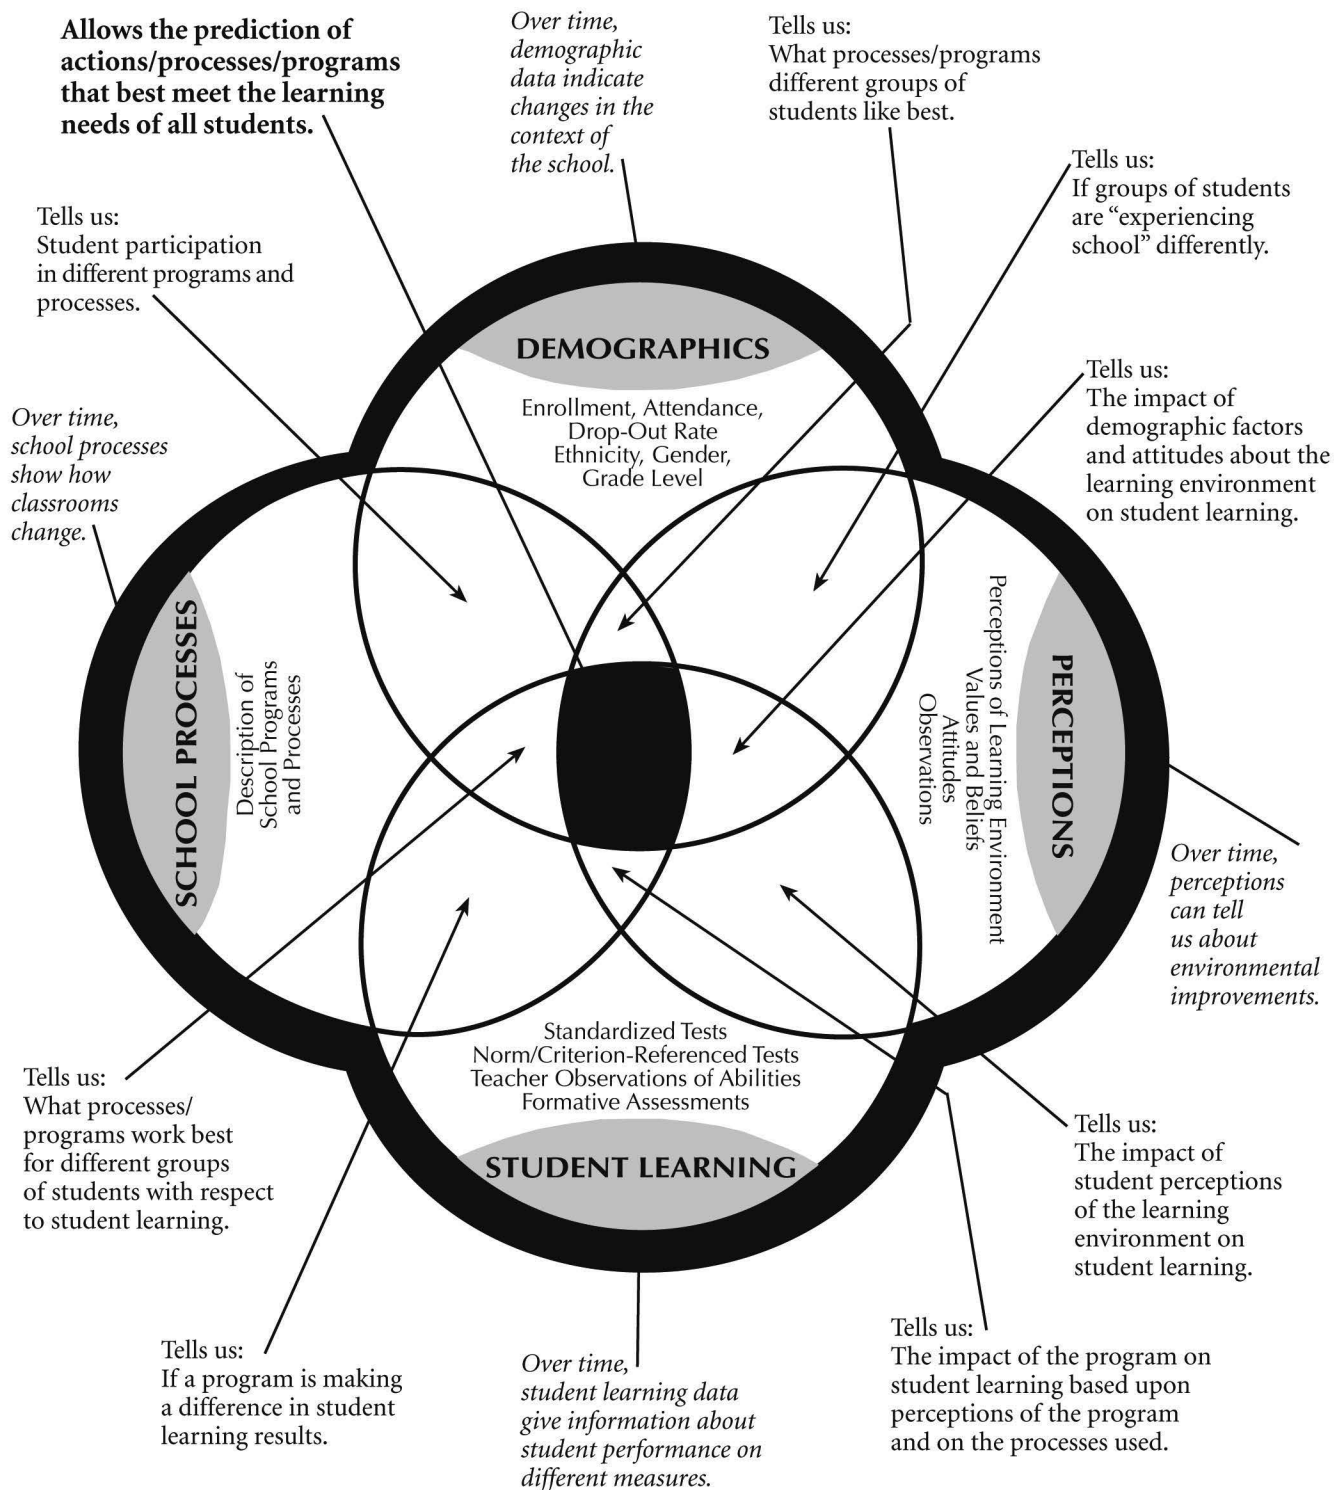 Allows the prediction of
actions/processes/programs
that best meet the learning
needs of all students.
Over time,
demographic
data indicate
changes in the
context of
the school.
Tells us:
What processes/programs
different groups of
students like best.
Tells us:
If groups of students
are “experiencing
school” differently.
Tells us:
Student participation
in different programs and
processes.
DEMOGRAPHICS
Enrollment, Attendance,
Drop-Out Rate
Ethnicity, Gender,
Grade Level
Tells us:
The impact of
demographic factors
and attitudes about the
learning environment
on student learning.
Over time,
school processes
show how
classrooms
change.
SCHOOL PROCESSES
Description of
School Programs
and Processes
PERCEPTIONS
Perceptions of Learning Environment
Values and Beliefs
Attitudes
Observations
Over time,
perceptions
can tell
us about
environmental
improvements.
Standardized Tests
Norm/Criterion-Referenced Tests
Teacher Observations of Abilities
Formative Assessments
STUDENT LEARNING
Tells us:
What processes/
programs work best
for different groups
of students with respect
to student learning.
Tells us:
The impact of
student perceptions
of the learning
environment on
student learning.
Tells us:
If a program is making
a difference in student
learning results.
Over time,
student learning data
give information about
student performance on
different measures.
Tells us:
The impact of the program on
student learning based upon
perceptions of the program
and on the processes used.